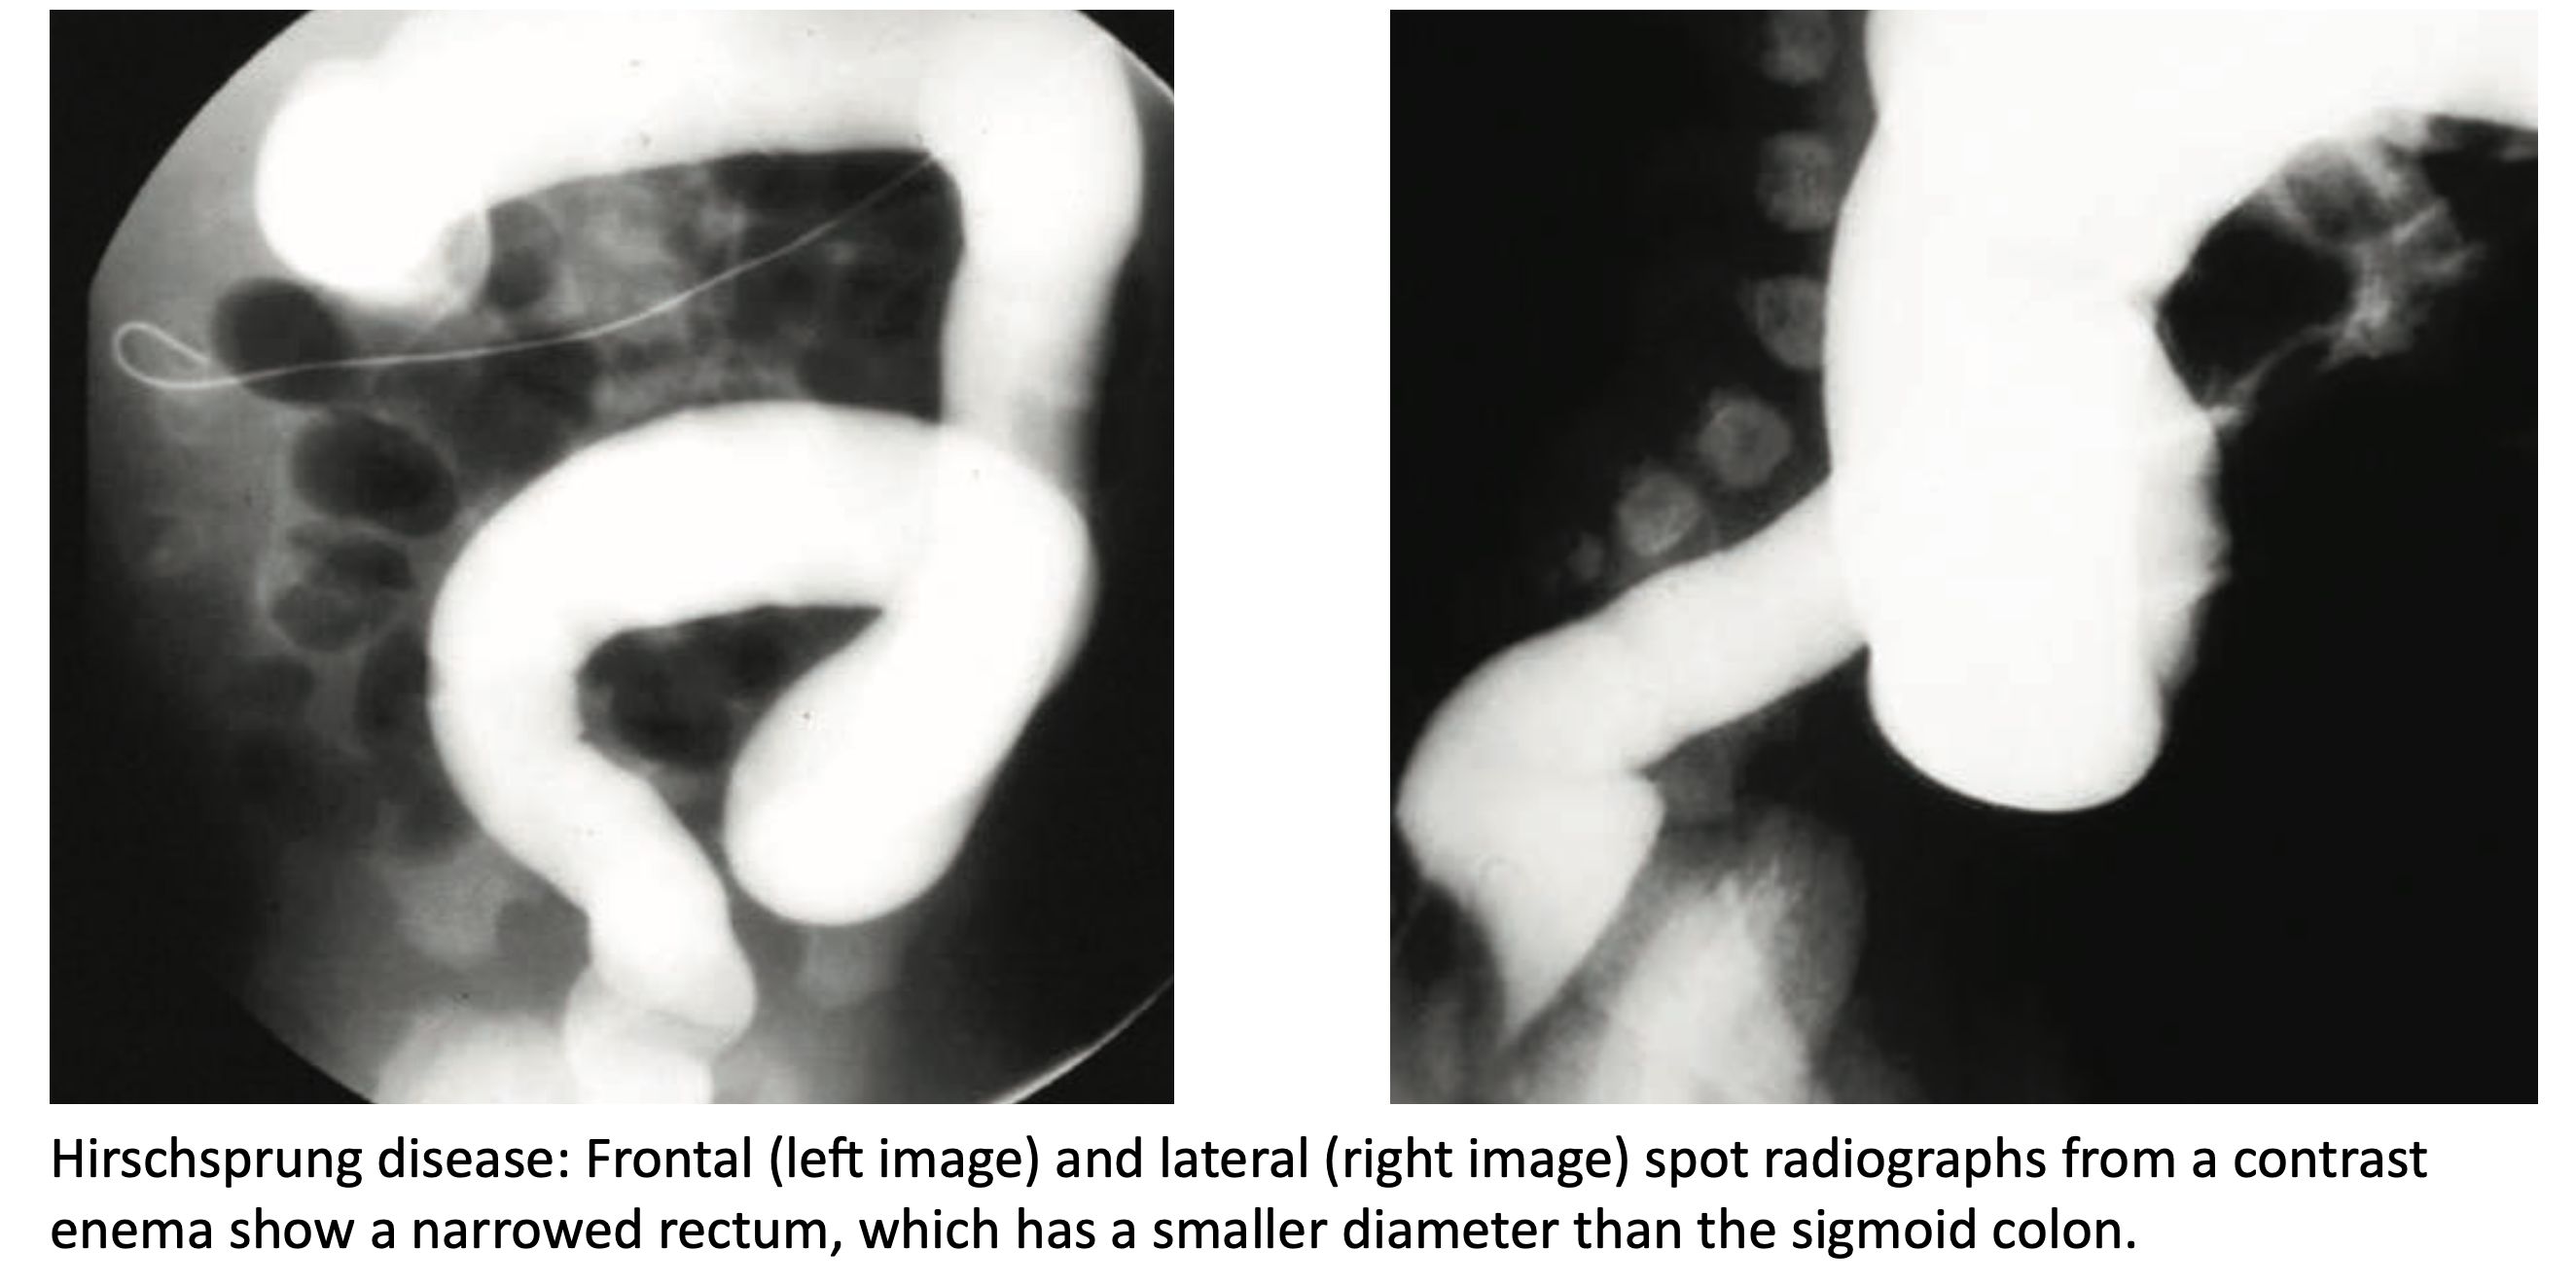 Hirschsprung disease: Frontal (left image) and lateral (right image) spot radiographs from a contrast
enema show a narrowed rectum, which has a smaller diameter than the sigmoid colon.